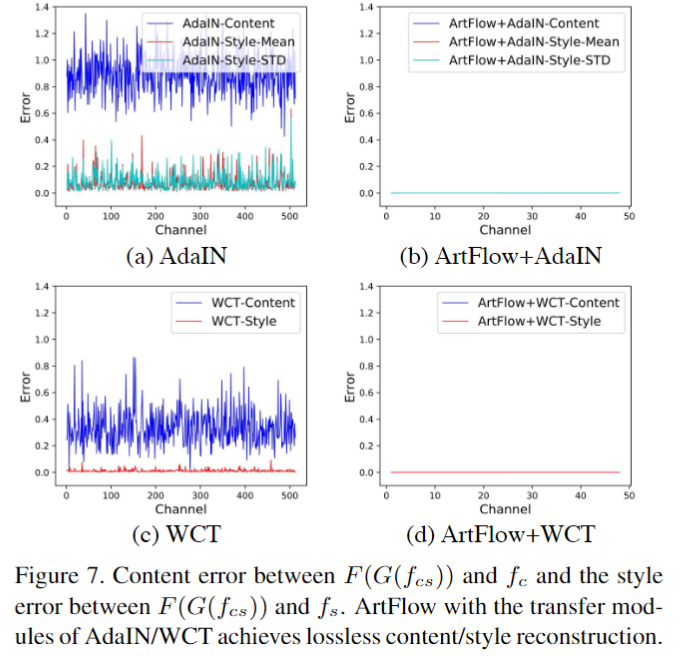 1.4
1.2
1.0
0.8
0.6
0.4
0.2
0.0
Error
AdaIN-Content
AdaIN-Style-Mean
AdaIN-Style-STD
0 100 200 300 400 500
Channel
(a) AdaIN
1.4
1.2
1.0
0.8
0.6
0.4
0.2
0.0
Error
ArtFlow+AdaIN-Content
ArtFlow+AdaIN-Style-Mean
ArtFlow+AdaIN-Style-STD
0 10 20 30 40 50
Channel
(b) ArtFlow+AdaIN
1.4
1.2
1.0
0.8
0.6
0.4
0.2
0.0
Error
WCT-Content
WCT-Style
0 100 200 300 400 500
Channel
(c) WCT
1.4
1.2
1.0
0.8
0.6
0.4
0.2
0.0
Error
ArtFlow+WCT-Content
ArtFlow+WCT-Style
0 10 20 30 40 50
Channel
(d) ArtFlow+WCT
Figure 7. Content error between F(G(f_cs)) and f_c and the style
error between F(G(f_cs)) and f_s. ArtFlow with the transfer mod-
ules of AdaIN/WCT achieves lossless content/style reconstruction.